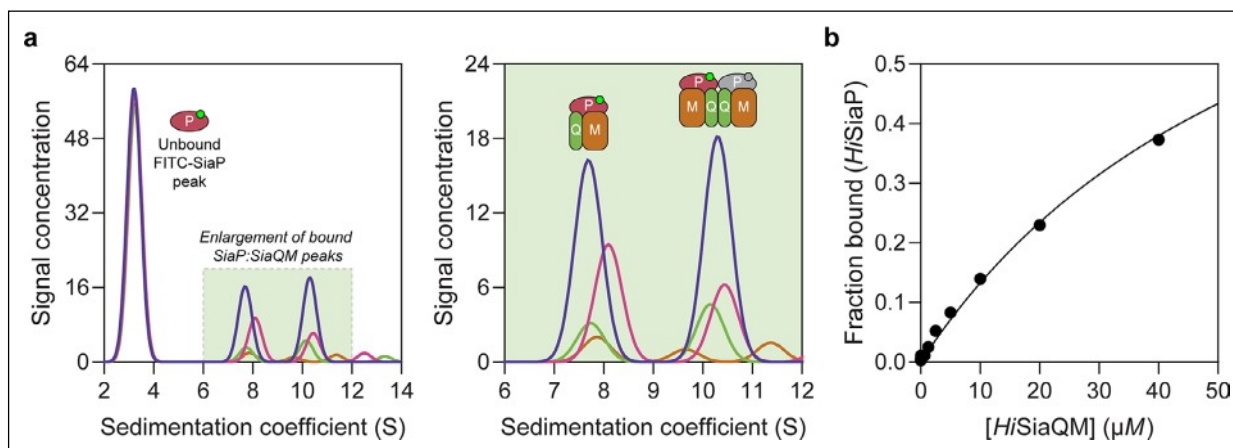 a
64
48
32
16
0
Signal concentration
P
Unbound
FITC-SiaP
peak
Enlargement of bound
SiaP:SiaQM peaks
2 4 6 8 10 12 14
Sedimentation coefficient (S)
24
18
12
6
0
Signal concentration
P
Q M
P P
M Q Q M
6 7 8 9 10 11 12
Sedimentation coefficient (S)
b
0.5
0.4
0.3
0.2
0.1
0.0
Fraction bound (HiSiaP)
0 10 20 30 40 50
[HiSiaQM] (µM)